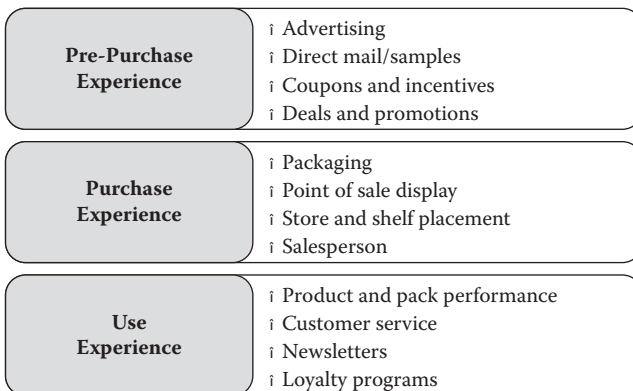 Pre-Purchase
Experience
î Advertising
î Direct mail/samples
î Coupons and incentives
î Deals and promotions
Purchase
Experience
î Packaging
î Point of sale display
î Store and shelf placement
î Salesperson
Use
Experience
î Product and pack performance
î Customer service
î Newsletters
î Loyalty programs